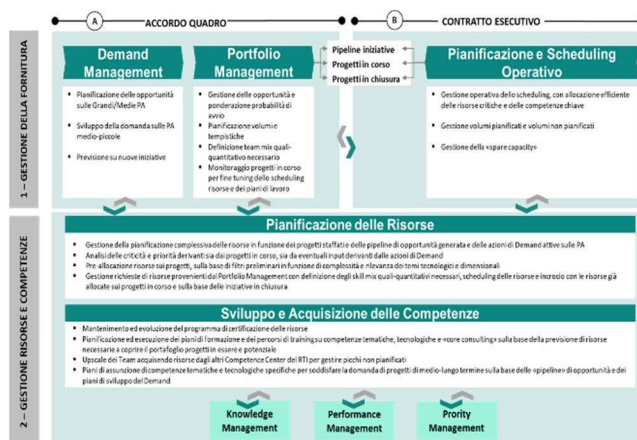 A ACCORDO QUADRO
B CONTRATTO ESECUTIVO
1 – GESTIONE DELLA FORNITURA
Demand
Management
• Pianificazione delle opportunità
sulle Grandi/Medie PA
• Sviluppo della domanda sulle PA
medio-piccole
• Previsione su nuove iniziative
Portfolio
Management
• Gestione delle opportunità e
ponderazione probabilità di
avvio
• Pianificazione volumi e
tempistiche
• Definizione team mix quali-
quantitativo necessario
• Monitoraggio progetti in corso
per fine tuning dello scheduling
risorse e dei piani di lavoro
Pipeline iniziative
Progetti in corso
Progetti in chiusura
Pianificazione e Scheduling
Operativo
• Gestione operativa dello scheduling, con allocazione efficiente
delle risorse critiche e delle competenze chiave
• Gestione volumi pianificati e volumi non pianificati
• Gestione della «spare capacity»
2 – GESTIONE RISORSE E COMPETENZE
Pianificazione delle Risorse
• Gestione della pianificazione complessiva delle risorse in funzione dei progetti staffati e delle pipeline di opportunità generata e delle azioni di Demand attive sulle PA
• Analisi delle criticità e priorità derivanti sia dai progetti in corso, sia da eventuali input derivanti dalle azioni di Demand
• Pre-allocazione risorse sui progetti, sulla base di filtri preliminari in funzione di complessità e rilevanza dei temi tecnologici e dimensionali
• Gestione richieste di risorse provenienti dal Portfolio Management con definizione degli skill mix quali-quantitativi necessari, scheduling delle risorse e incrocio con le risorse già
allocate sui progetti in corso e sulla base delle iniziative in chiusura
Sviluppo e Acquisizione delle Competenze
• Mantenimento ed evoluzione del programma di certificazione delle risorse
• Pianificazione ed esecuzione dei piani di formazione e dei percorsi di training su competenze tematiche, tecnologiche e «core consulting» sulla base della previsione di risorse
necessarie a coprire il portafoglio progetti in essere e potenziale
• Upscale dei Team acquisendo risorse dagli altri Competence Center del RTI per gestire picchi non pianificati
• Piani di assunzione di competenze tematiche e tecnologiche specifiche per soddisfare la domanda di progetti di medio-lungo termine sulla base delle «pipeline» di opportunità e dei
piani di sviluppo del Demand
Knowledge
Management
Performance
Management
Prority
Management